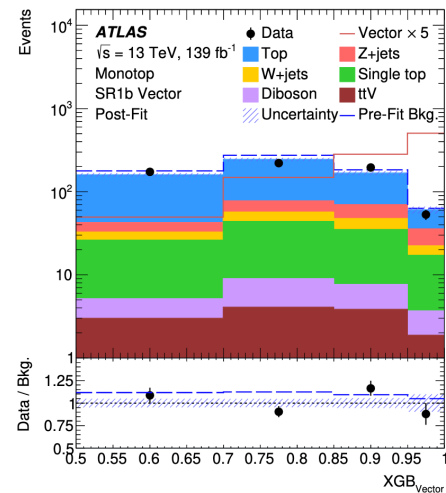 Events
10⁴
10³
10²
10
1
ATLAS
√s = 13 TeV, 139 fb⁻¹
Monotop
SR1b Vector
Post-Fit
Data
Vector × 5
Top
Z+jets
W+jets
Single top
Diboson
ttV
Uncertainty
Pre-Fit Bkg.
Data / Bkg.
1.25
1
0.75
0.5
0.5 0.55 0.6 0.65 0.7 0.75 0.8 0.85 0.9 0.95 1
XGB_Vector